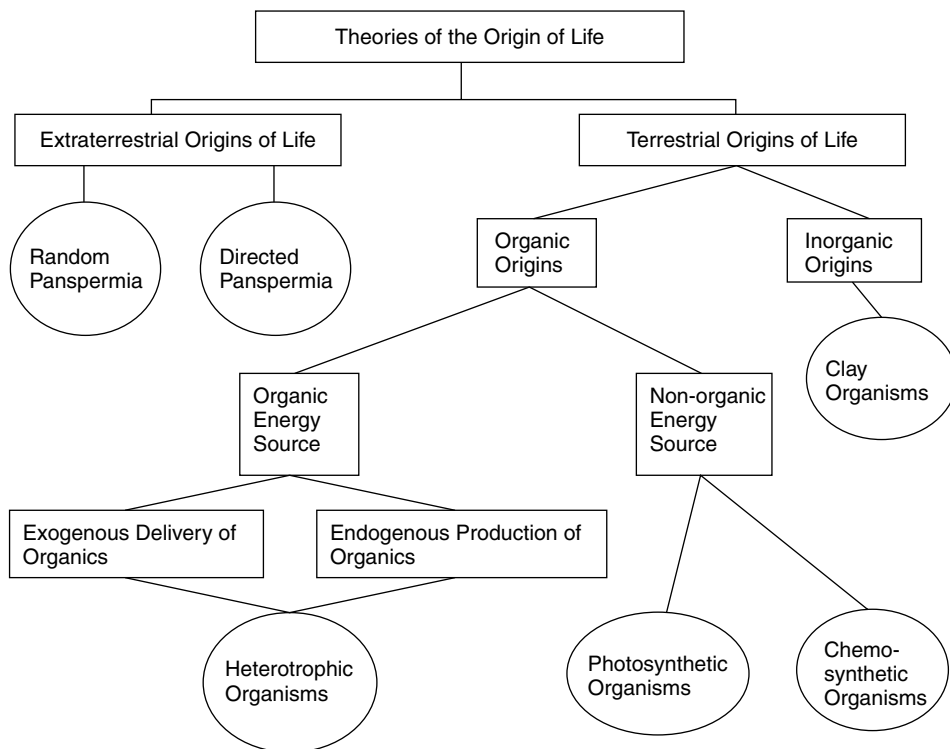 Theories of the Origin of Life
Extraterrestrial Origins of Life
Terrestrial Origins of Life
Random
Panspermia
Directed
Panspermia
Organic
Origins
Inorganic
Origins
Clay
Organisms
Organic
Energy
Source
Non-organic
Energy
Source
Exogenous Delivery of
Organics
Endogenous Production of
Organics
Heterotrophic
Organisms
Photosynthetic
Organisms
Chemo-
synthetic
Organisms